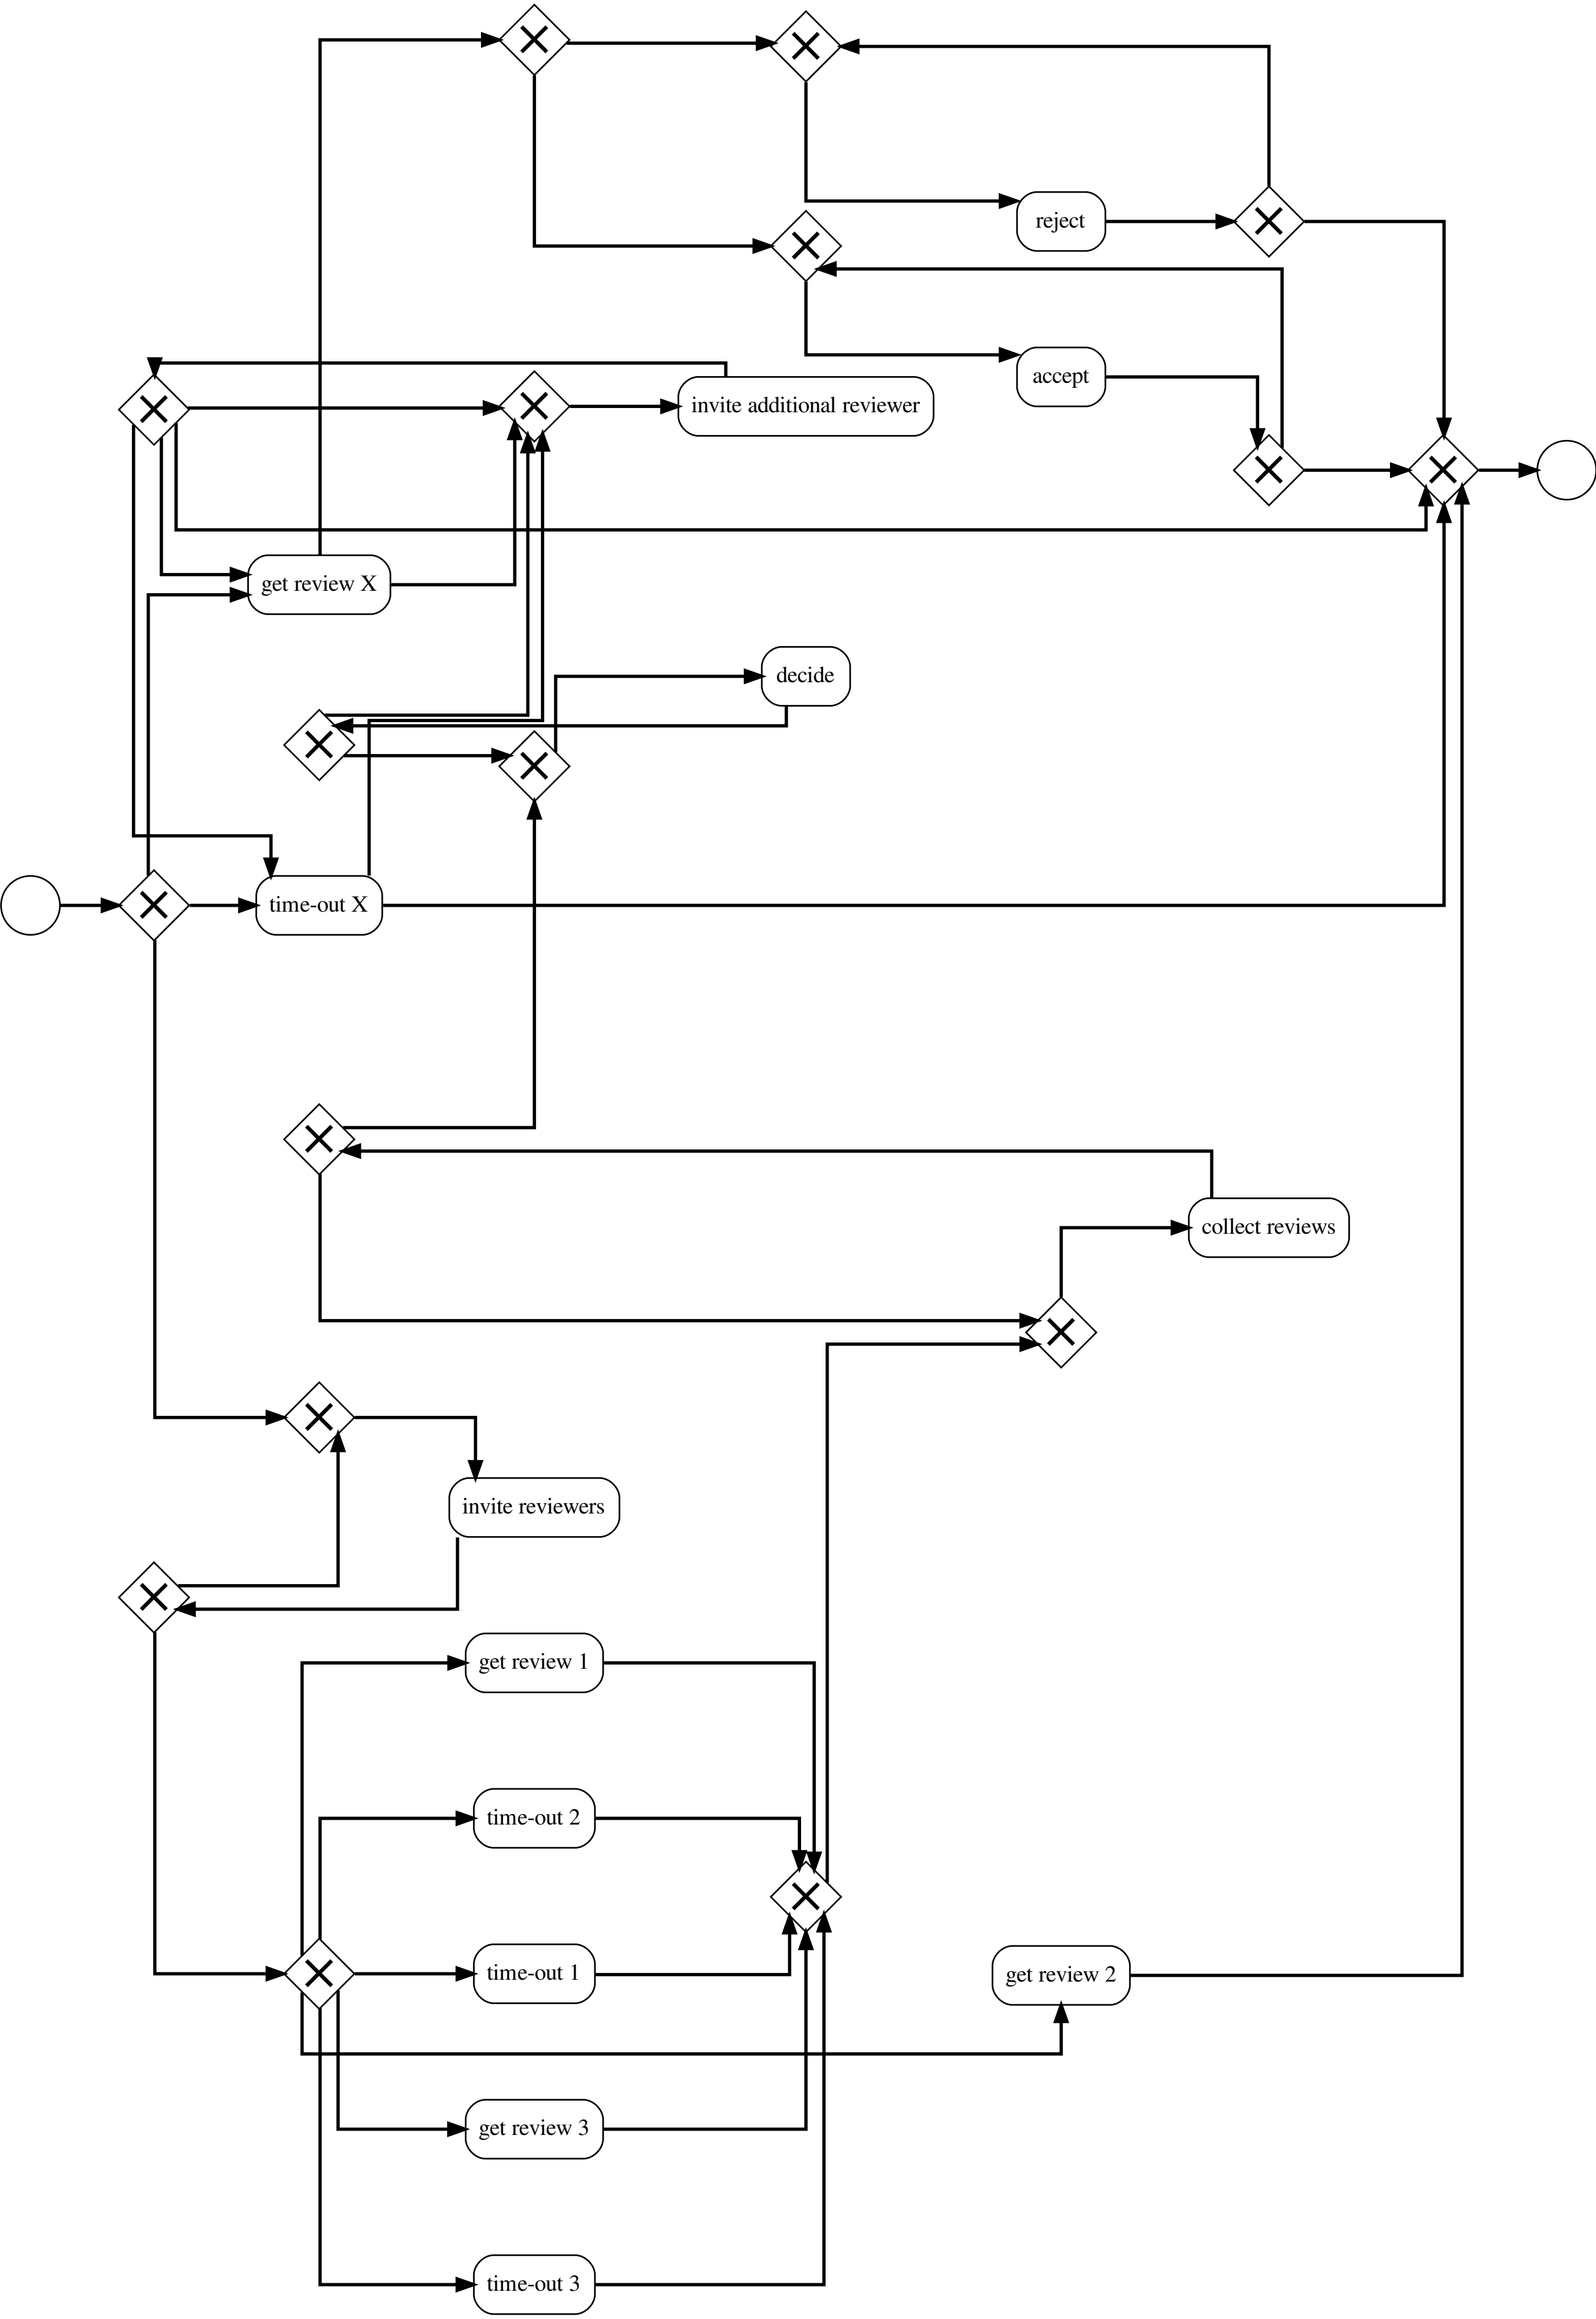 reject
accept
invite additional reviewer
get review X
decide
time-out X
collect reviews
invite reviewers
get review 1
time-out 2
time-out 1
get review 2
get review 3
time-out 3